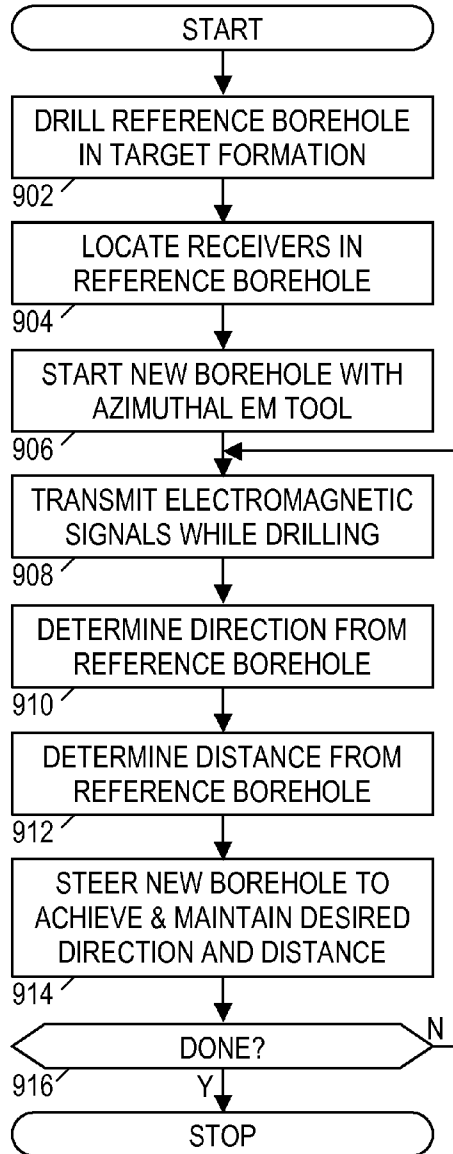 START
DRILL REFERENCE BOREHOLE
IN TARGET FORMATION
902
LOCATE RECEIVERS IN
REFERENCE BOREHOLE
904
START NEW BOREHOLE WITH
AZIMUTHAL EM TOOL
906
TRANSMIT ELECTROMAGNETIC
SIGNALS WHILE DRILLING
908
DETERMINE DIRECTION FROM
REFERENCE BOREHOLE
910
DETERMINE DISTANCE FROM
REFERENCE BOREHOLE
912
STEER NEW BOREHOLE TO
ACHIEVE & MAINTAIN DESIRED
DIRECTION AND DISTANCE
914
DONE?
N
916
Y
STOP